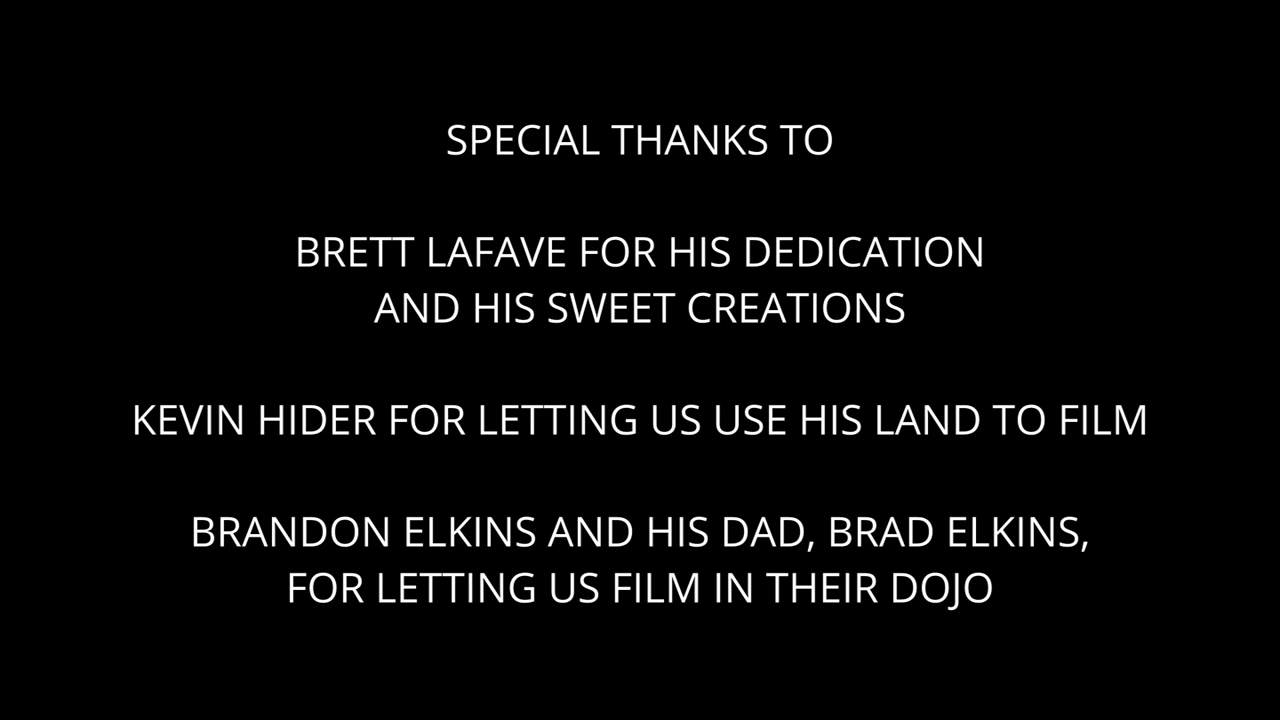 SPECIAL THANKS TO
BRETT LAFAVE FOR HIS DEDICATION
AND HIS SWEET CREATIONS
KEVIN HIDER FOR LETTING US USE HIS LAND TO FILM
BRANDON ELKINS AND HIS DAD, BRAD ELKINS,
FOR LETTING US FILM IN THEIR DOJO